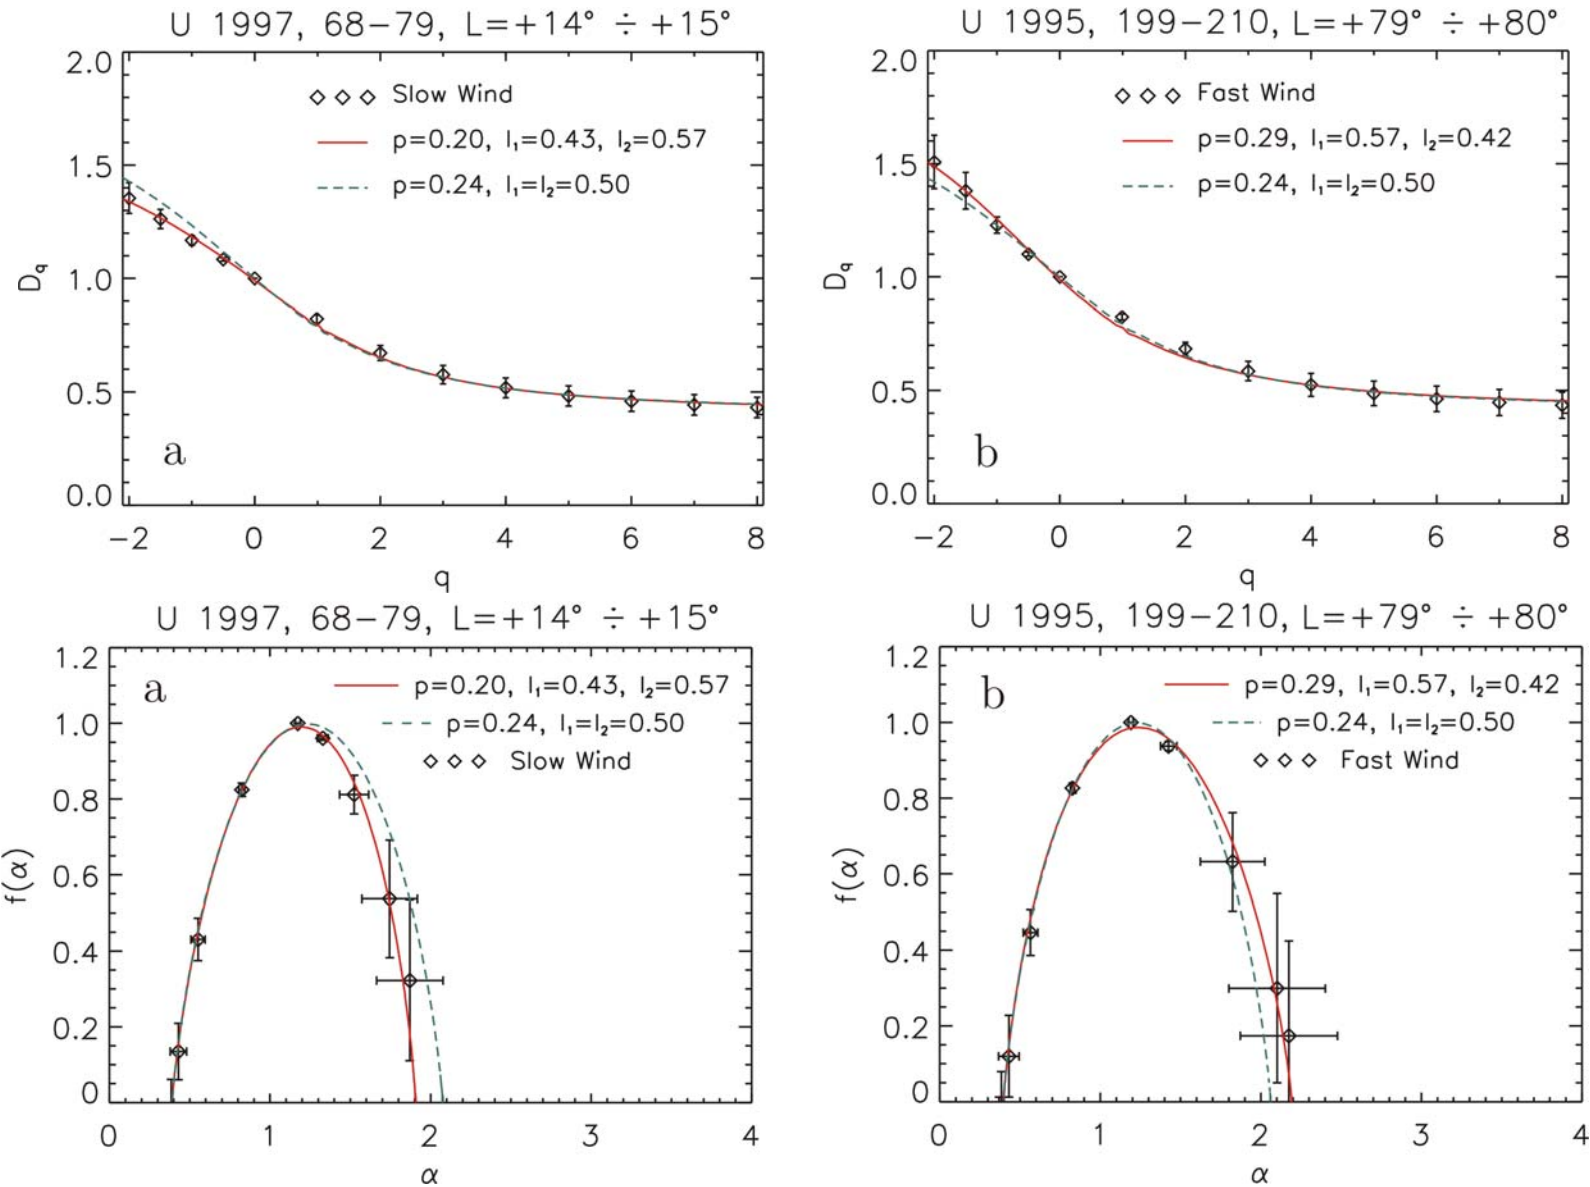 U 1997, 68−79, L=+14° ÷ +15°
2.0
1.5
1.0
0.5
0.0
D_q
◇ ◇ ◇ Slow Wind
p=0.20, l₁=0.43, l₂=0.57
p=0.24, l₁=l₂=0.50
a
−2 0 2 4 6 8
q
U 1995, 199−210, L=+79° ÷ +80°
2.0
1.5
1.0
0.5
0.0
D_q
◇ ◇ ◇ Fast Wind
p=0.29, l₁=0.57, l₂=0.42
p=0.24, l₁=l₂=0.50
b
−2 0 2 4 6 8
q
U 1997, 68−79, L=+14° ÷ +15°
1.2
1.0
0.8
0.6
0.4
0.2
0
f(α)
a
p=0.20, l₁=0.43, l₂=0.57
p=0.24, l₁=l₂=0.50
◇ ◇ ◇ Slow Wind
0 1 2 3 4
α
U 1995, 199−210, L=+79° ÷ +80°
1.2
1.0
0.8
0.6
0.4
0.2
0
f(α)
b
p=0.29, l₁=0.57, l₂=0.42
p=0.24, l₁=l₂=0.50
◇ ◇ ◇ Fast Wind
0 1 2 3 4
α